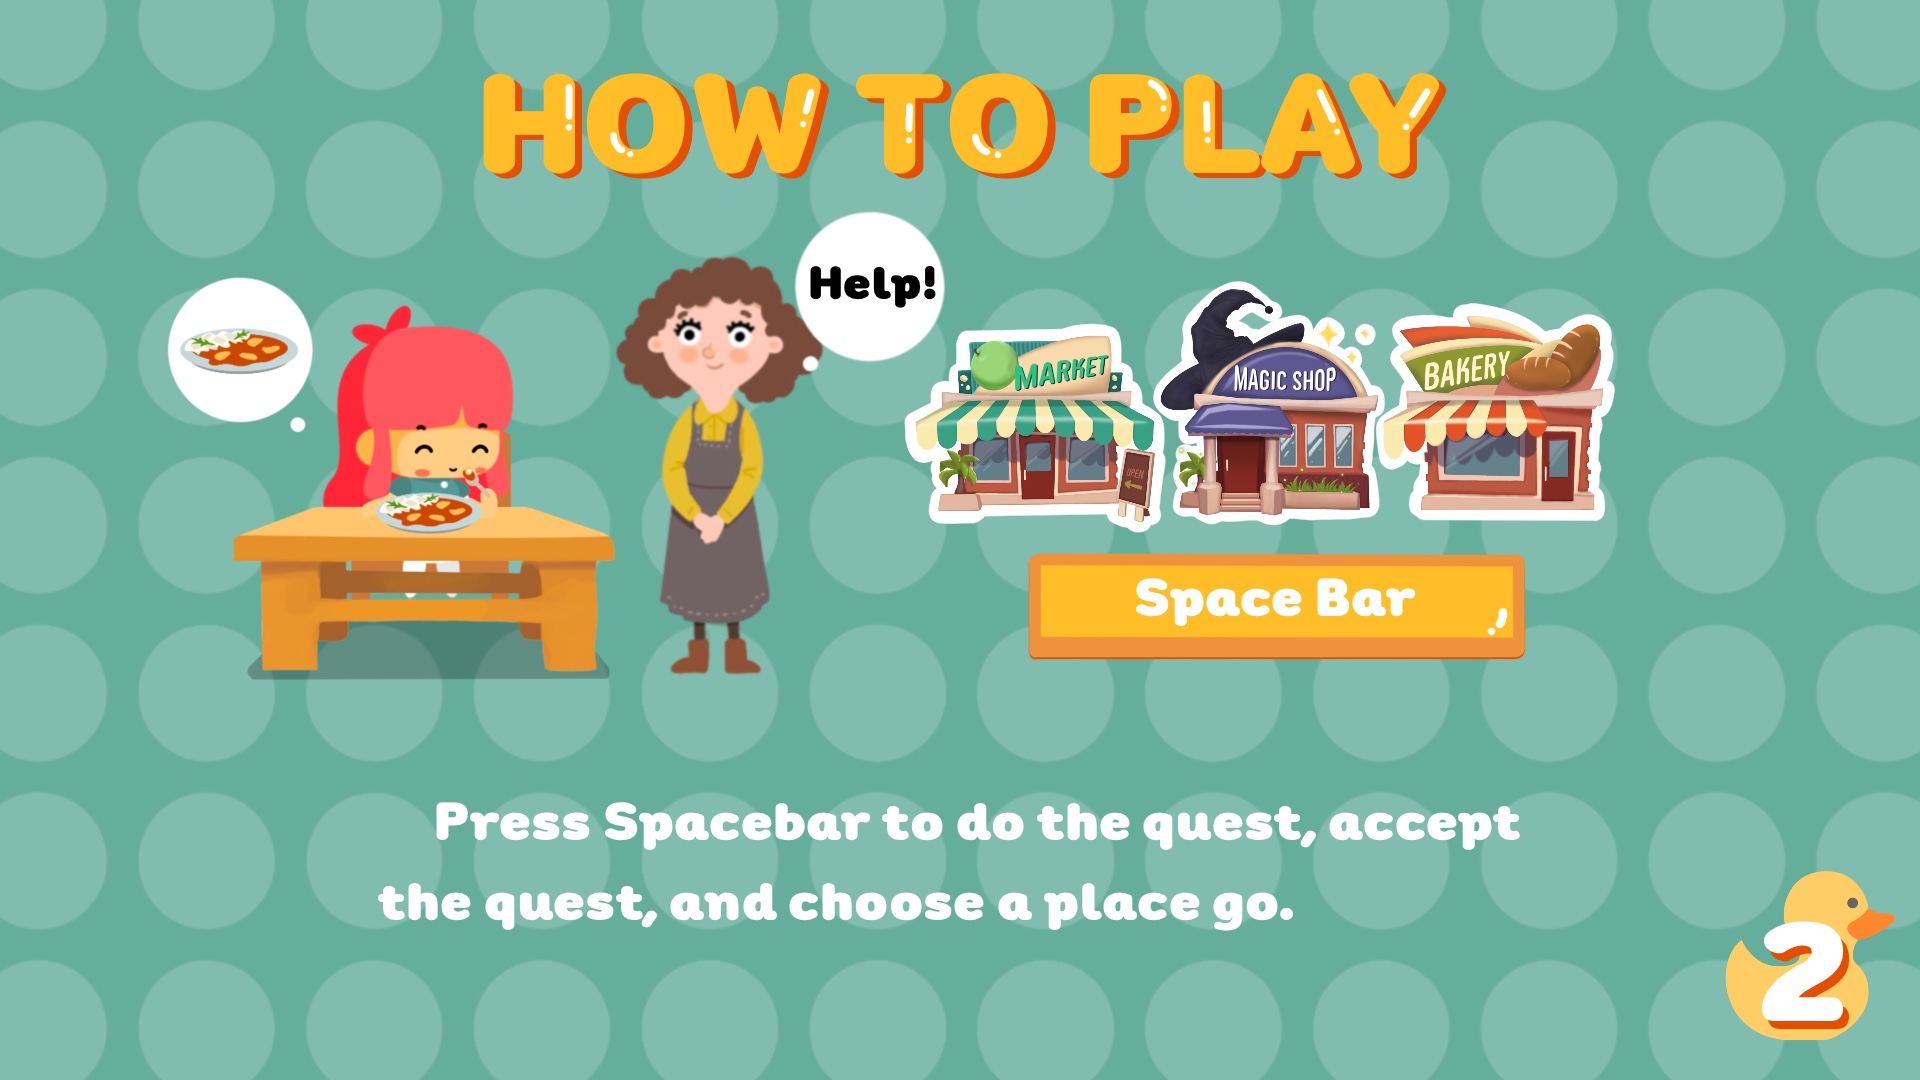 HOW TO PLAY
Help!
MARKET
MAGIC SHOP
BAKERY
OPEN
Space Bar
Press Spacebar to do the quest, accept
the quest, and choose a place go.
2